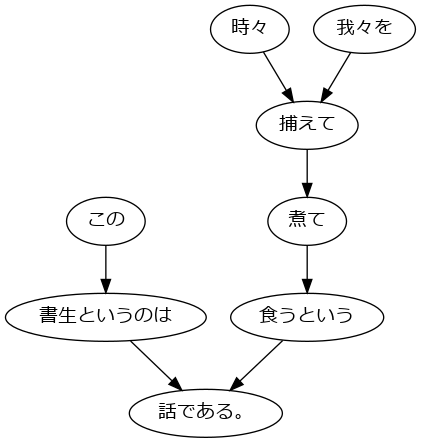 時々
我々を
捕えて
この
煮て
書生というのは
食うという
話である。